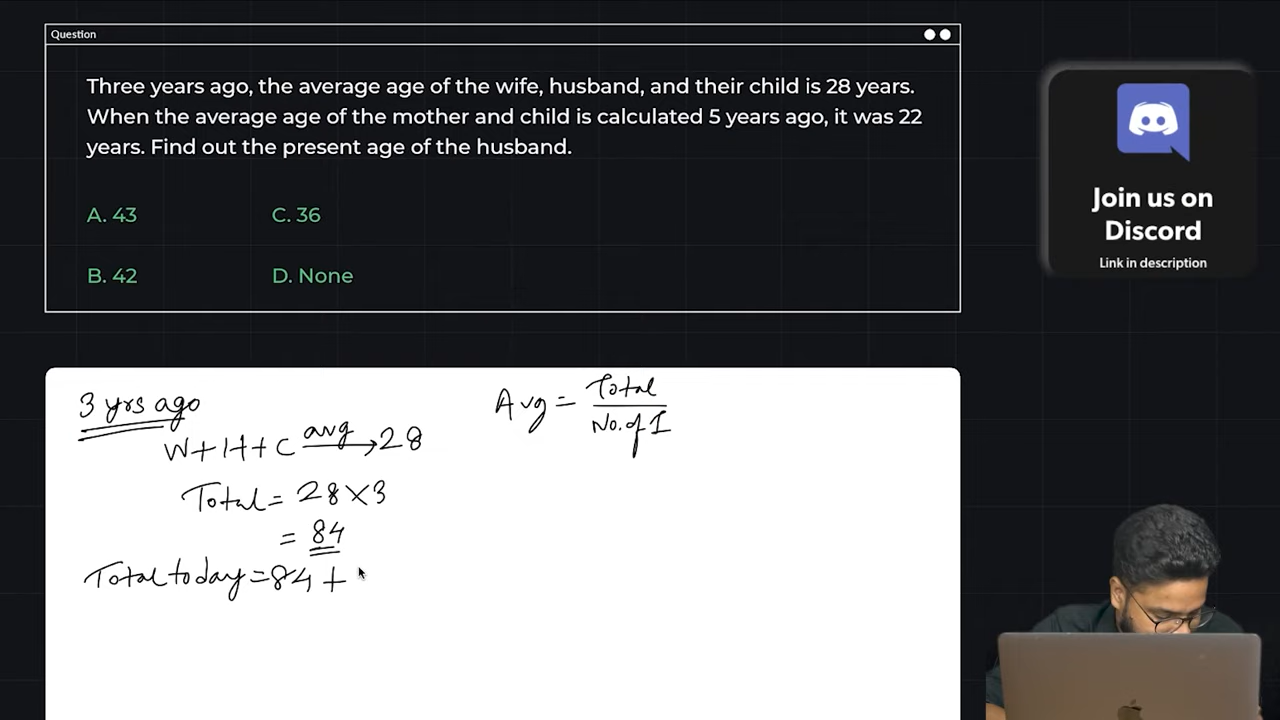 Question
Three years ago, the average age of the wife, husband, and their child is 28 years.
When the average age of the mother and child is calculated 5 years ago, it was 22
years. Find out the present age of the husband.
A. 43
C. 36
B. 42
D. None
Join us on
Discord
Link in description
3 yrs ago
W+H+C avg→28
Total = 28×3
= 84
Total today=84+
Avg = Total
No. of I